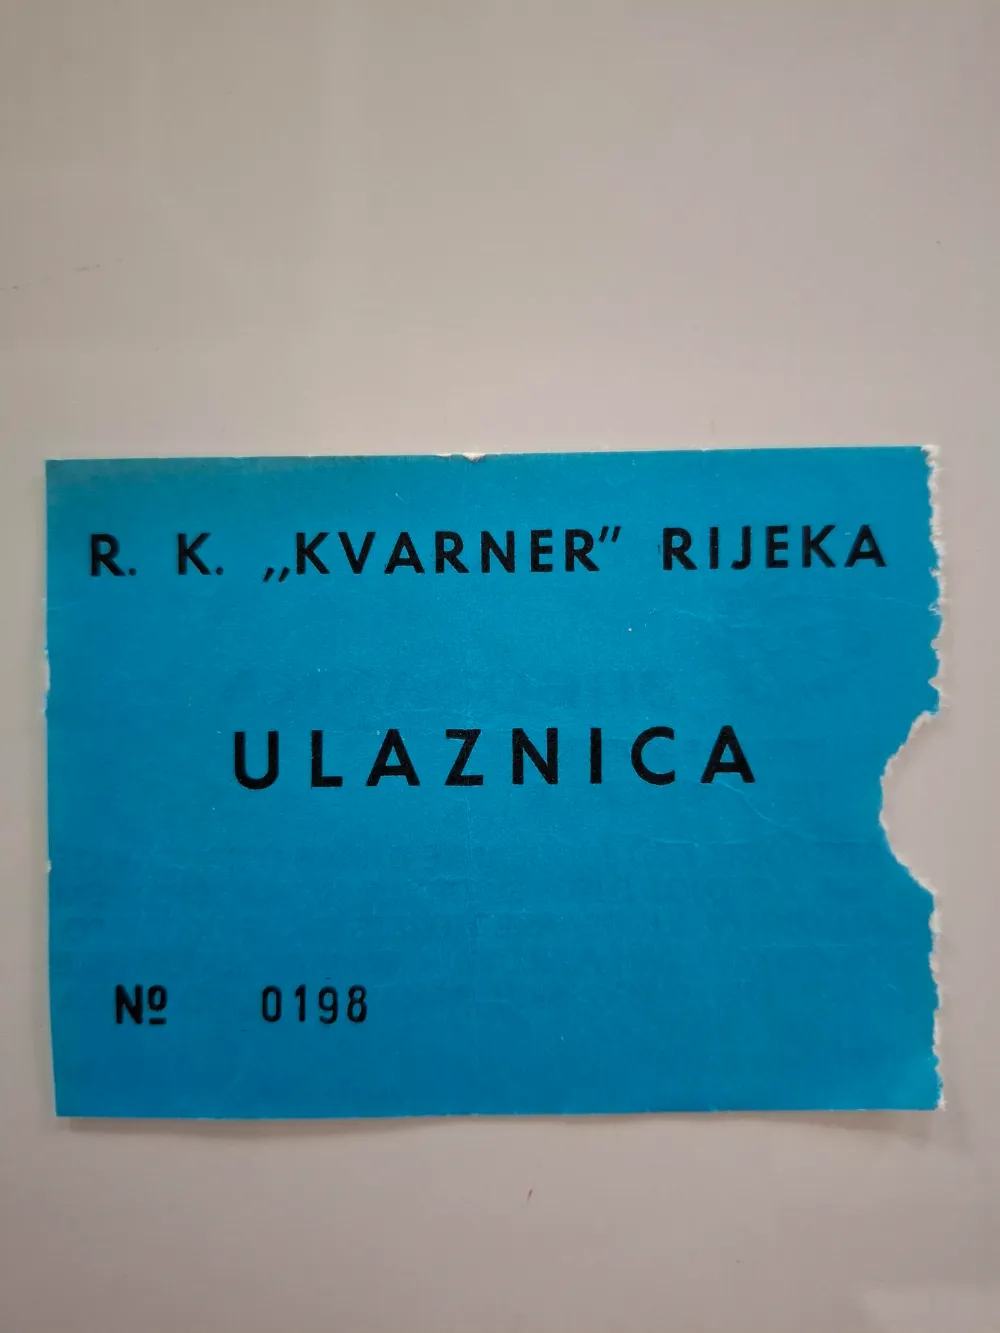 R. K. „KVARNER” RIJEKA
ULAZNICA
Nº 0198